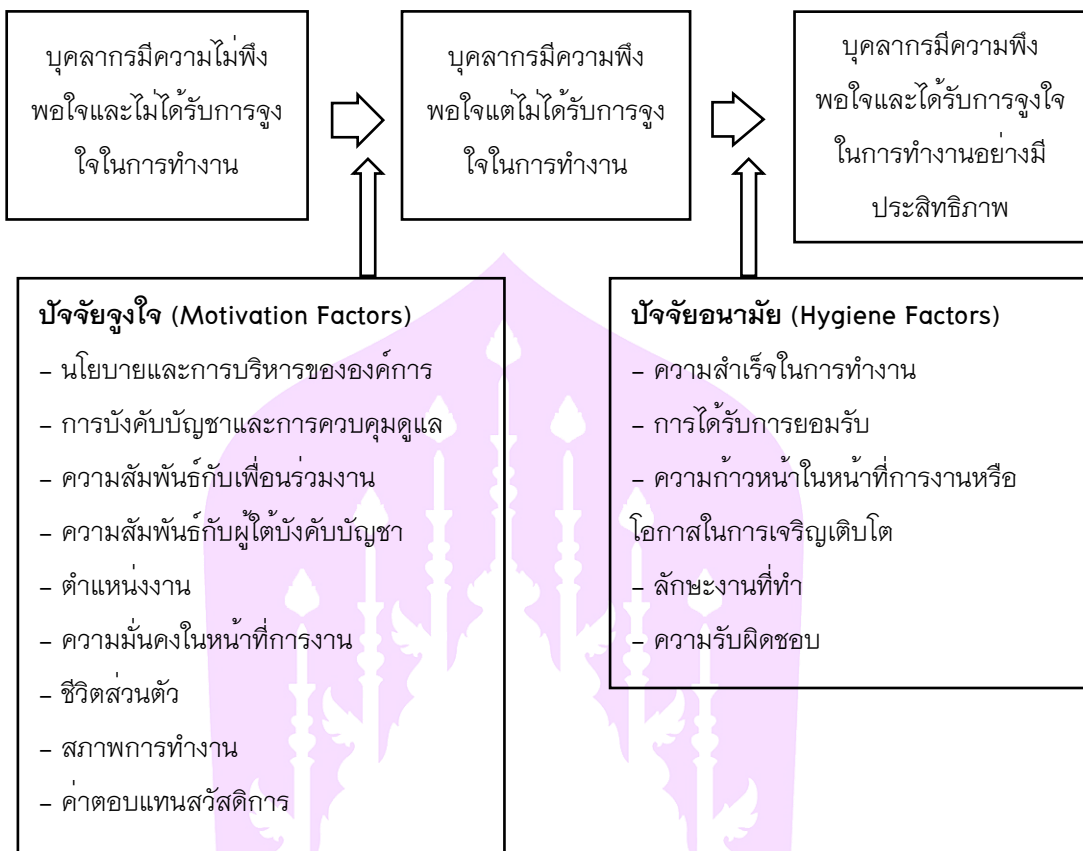 บุคลากรมีความไม่พึง
พอใจและไม่ได้รับการจูง
ใจในการทำงาน
บุคลากรมีความพึง
พอใจแต่ไม่ได้รับการจูง
ใจในการทำงาน
บุคลากรมีความพึง
พอใจและได้รับการจูงใจ
ในการทำงานอย่างมี
ประสิทธิภาพ
ปัจจัยจูงใจ (Motivation Factors)
- นโยบายและการบริหารขององค์การ
- การบังคับบัญชาและการควบคุมดูแล
- ความสัมพันธ์กับเพื่อนร่วมงาน
- ความสัมพันธ์กับผู้ใต้บังคับบัญชา
- ตำแหน่งงาน
- ความมั่นคงในหน้าที่การงาน
- ชีวิตส่วนตัว
- สภาพการทำงาน
- ค่าตอบแทนสวัสดิการ
ปัจจัยอนามัย (Hygiene Factors)
- ความสำเร็จในการทำงาน
- การได้รับการยอมรับ
- ความก้าวหน้าในหน้าที่การงานหรือ
โอกาสในการเจริญเติบโต
- ลักษะงานที่ทำ
- ความรับผิดชอบ